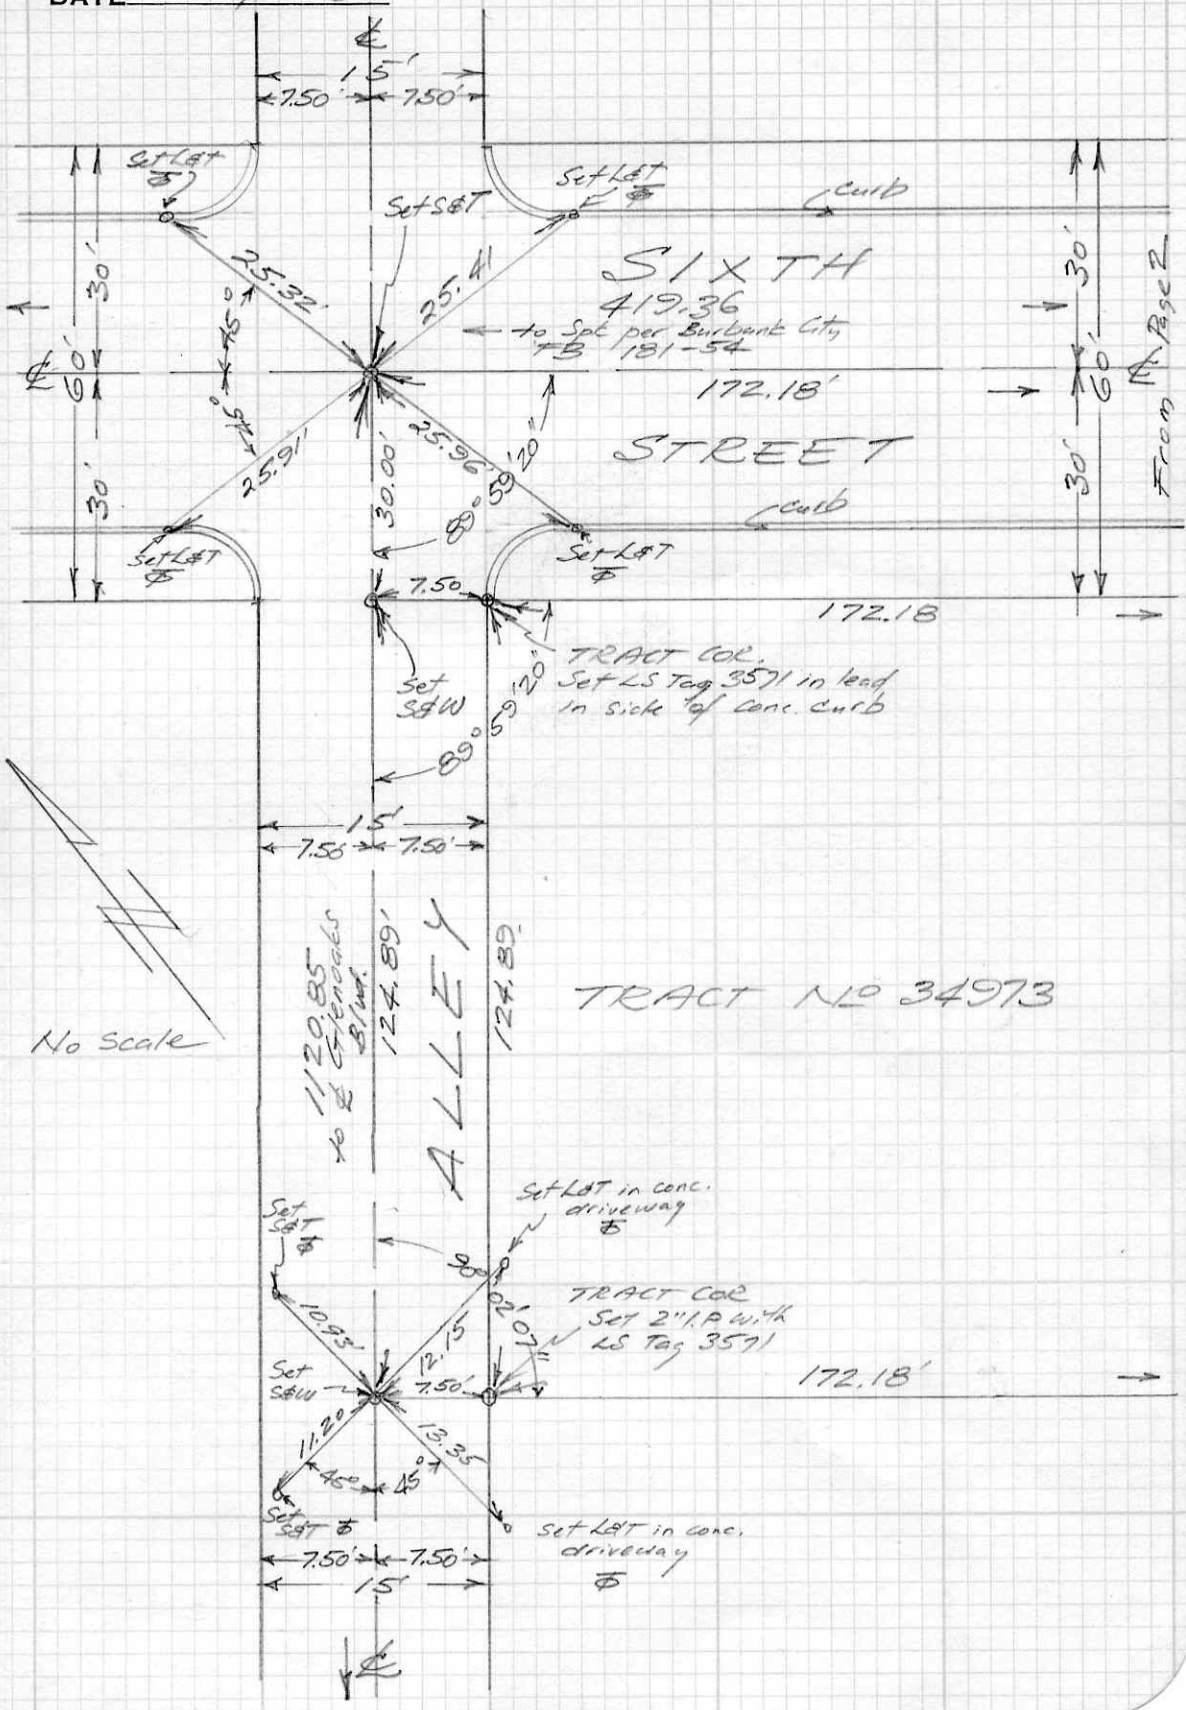 DATE
℄
15'
7.50' 7.50'
Set L&T
Set S&T
Set L&T
curb
30'
60'
30'
℄
25.32'
25.41
45°
45°
25.91'
25.96'
SIXTH
419.36
← to Spk per Burbank City
FB 181-54
172.18'
STREET
curb
30'
60'
30'
℄
From Page 2
30.00'
89° 59' 20"
Set L&T
Set L&T
7.50
172.18
TRACT COR.
Set LS Tag 3571 in lead
in side of conc. curb
Set
S&W
89° 59' 20"
15'
7.50' 7.50'
No scale
1120.85
to ℄ Glenoaks
Blvd.
124.89'
ALLEY
124.89'
TRACT No 34973
Set L&T in conc.
driveway
Set
S&T
90° 02' 07"
10.93'
12.15
TRACT COR
Set 2" I.P with
LS Tag 3571
Set
S&W
7.50'
172.18'
11.20
13.35
45° 45°
Set
S&T
Set L&T in conc.
driveway
7.50' 7.50'
15'
℄